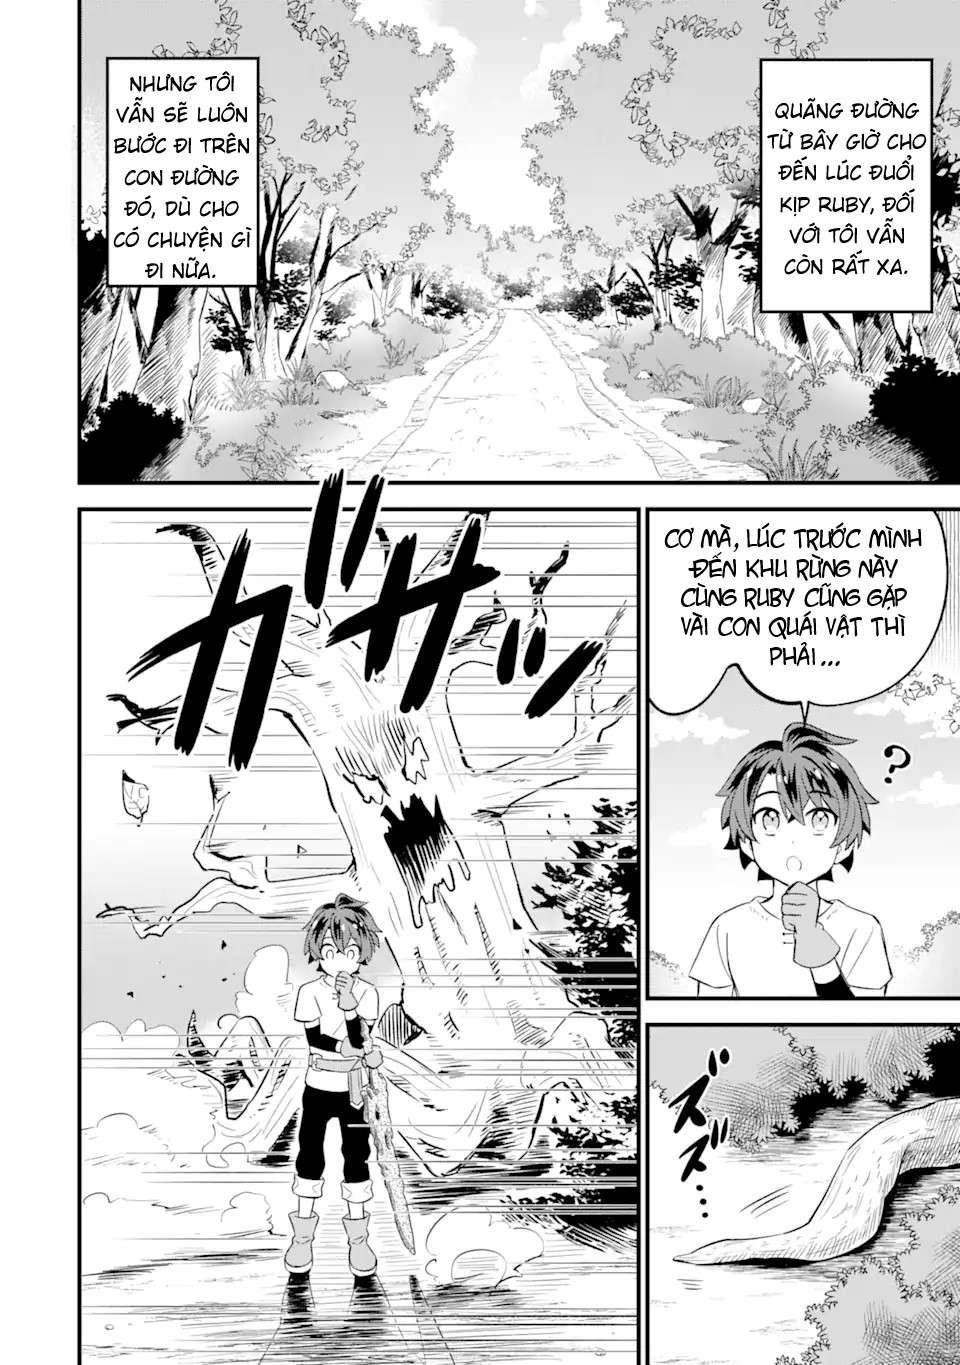 QUÃNG ĐƯỜNG
TỪ BÂY GIỜ CHO
ĐẾN LÚC ĐUỔI
KỊP RUBY, ĐỐI
VỚI TÔI VẪN
CÒN RẤT XA.
NHƯNG TÔI
VẪN SẼ LUÔN
BƯỚC ĐI TRÊN
CON ĐƯỜNG
ĐÓ, DÙ CHO
CÓ CHUYỆN GÌ
ĐI NỮA.
CƠ MÀ, LÚC TRƯỚC MÌNH
ĐẾN KHU RỪNG NÀY
CÙNG RUBY CŨNG GẶP
VÀI CON QUÁI VẬT THÌ
PHẢI...
?
ズズ...
ガガッ